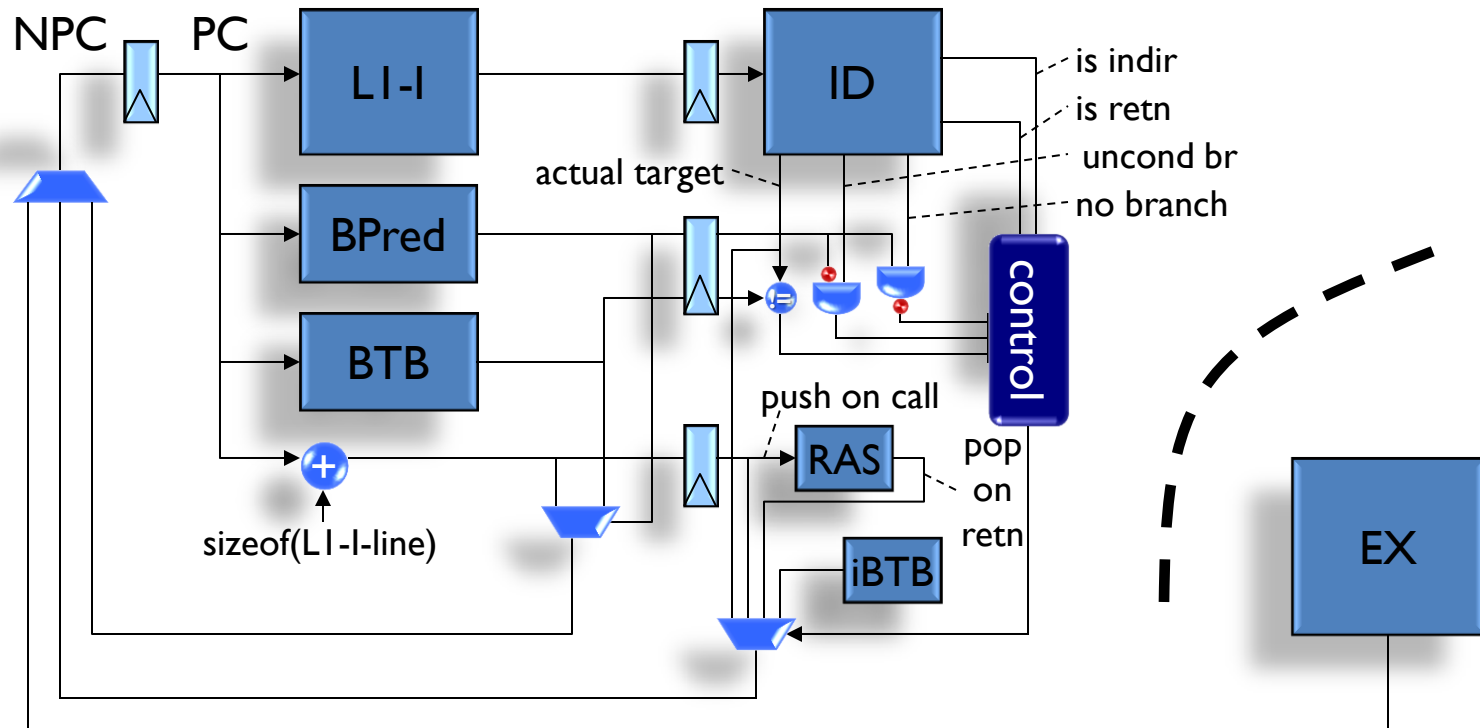 NPC
PC
L1-I
ID
is indir
is retn
uncond br
no branch
actual target
BPred
!=
control
BTB
push on call
+
RAS
pop
on
retn
sizeof(L1-I-line)
iBTB
EX